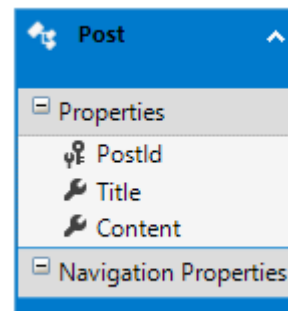 Post
Properties
PostId
Title
Content
Navigation Properties